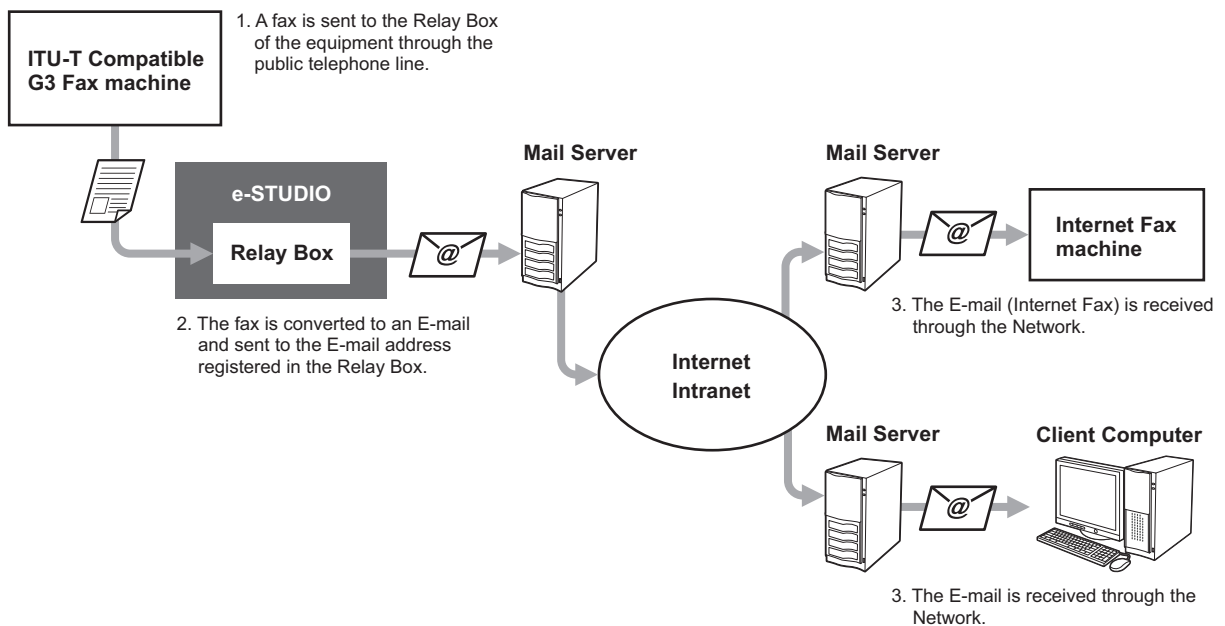 1. A fax is sent to the Relay Box
of the equipment through the
public telephone line.
ITU-T Compatible
G3 Fax machine
e-STUDIO
Relay Box
@
2. The fax is converted to an E-mail
and sent to the E-mail address
registered in the Relay Box.
Mail Server
Internet
Intranet
Mail Server
@
Internet Fax
machine
3. The E-mail (Internet Fax) is received
through the Network.
Mail Server
@
Client Computer
3. The E-mail is received through the
Network.